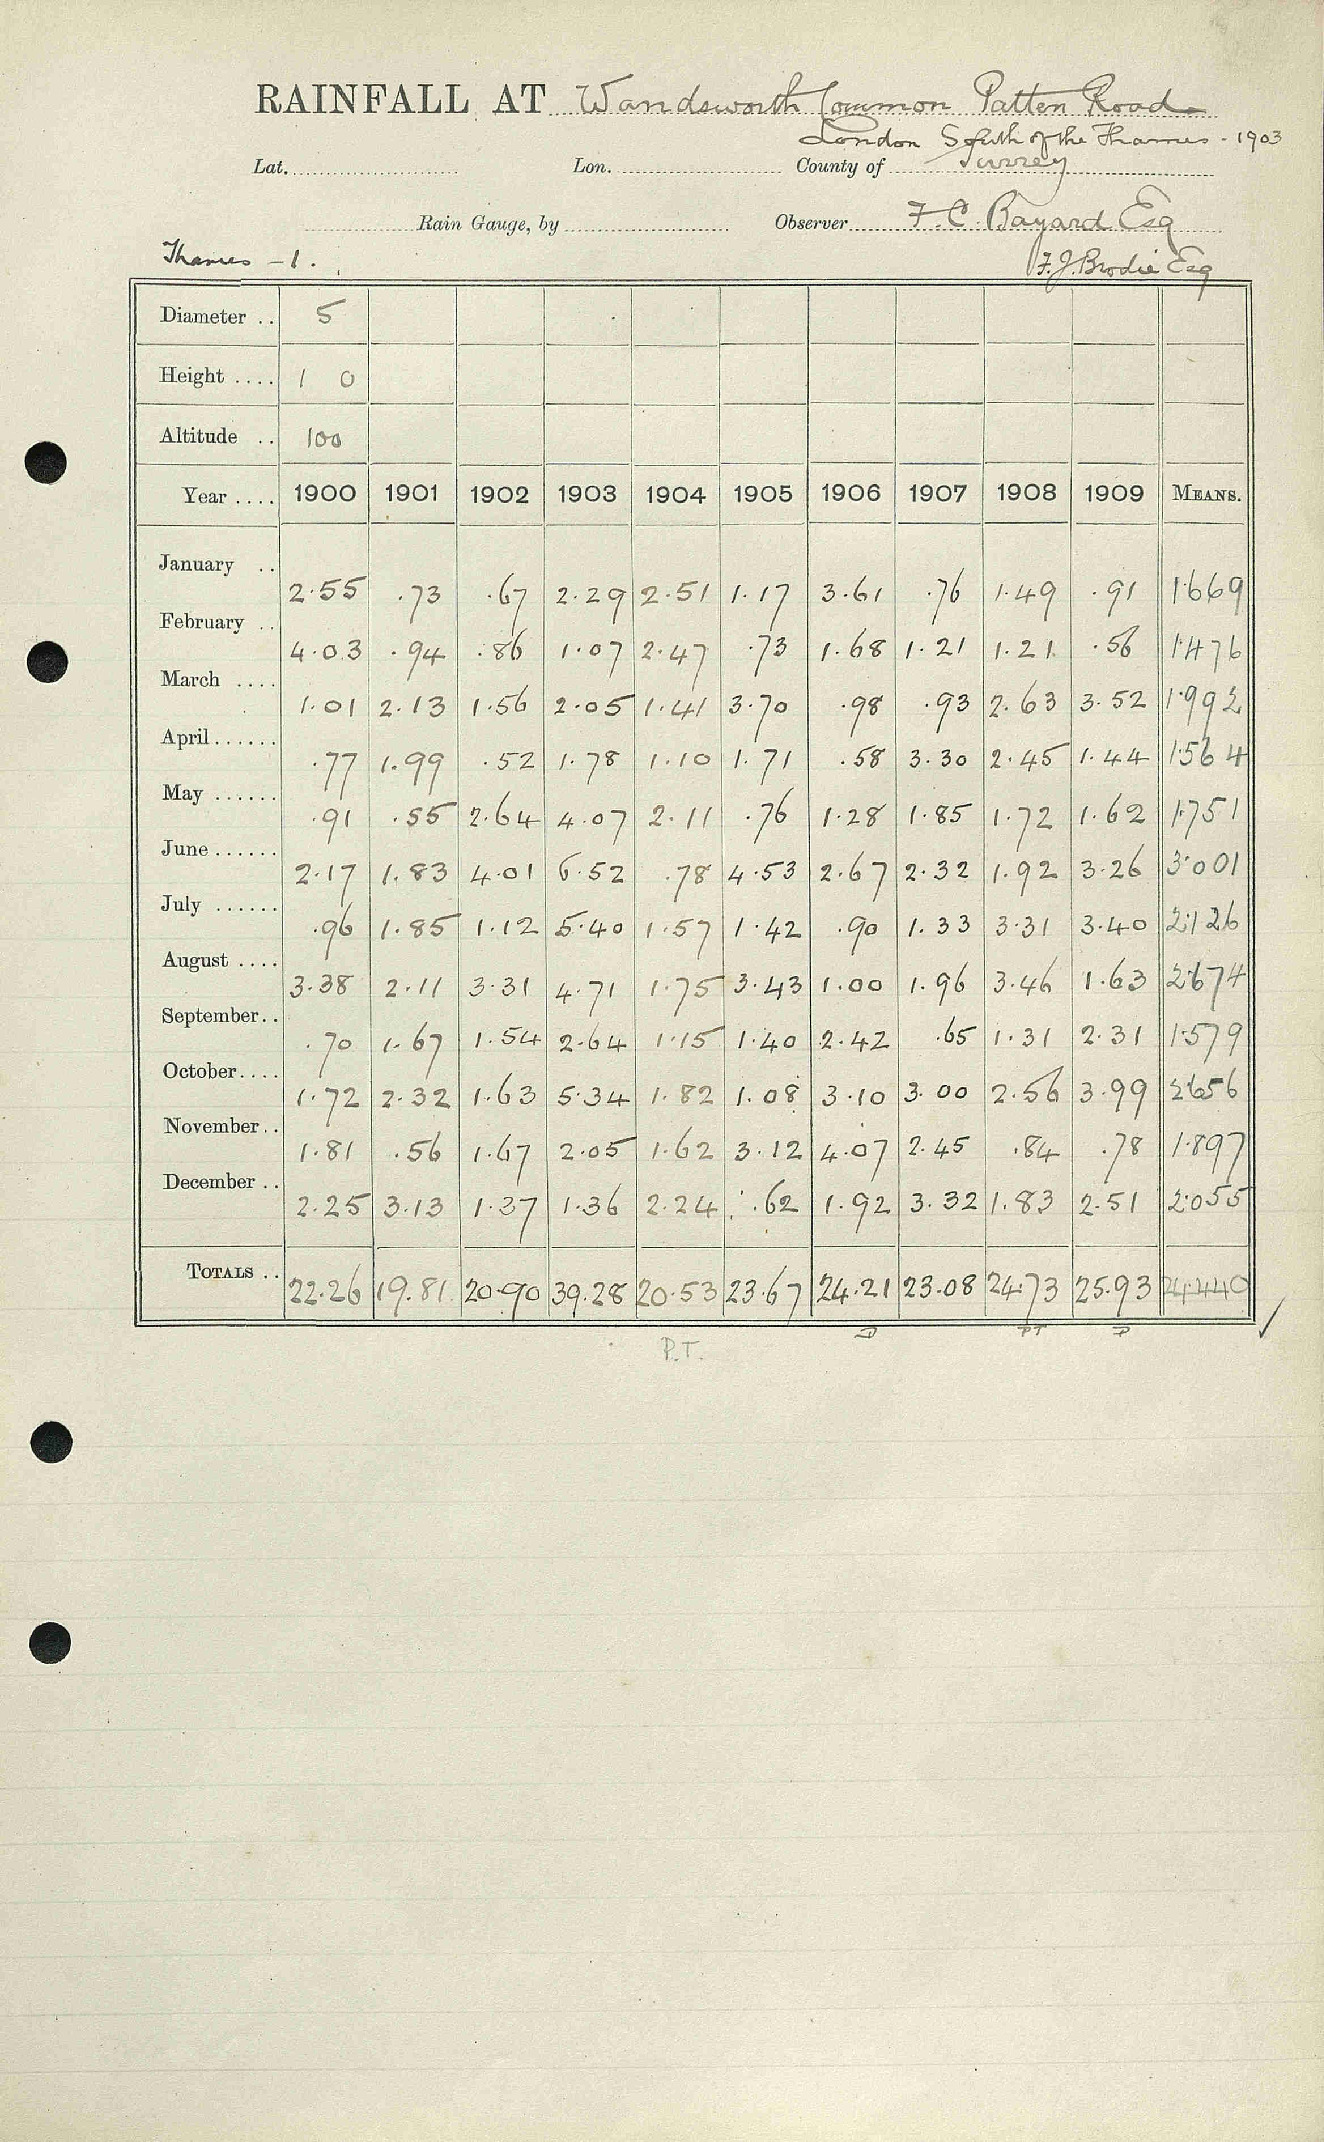 RAINFALL AT Wandsworth Common Patten Road
London South of the Thames - 1903
Lat. Lon. County of Surrey
Rain Gauge, by Observer F. C. Bayard Esq
Thames - 1. F. J. Brodie Esq
Diameter .. 5
Height .... 1 0
Altitude .. 100
Year .... 1900 1901 1902 1903 1904 1905 1906 1907 1908 1909 MEANS.
January .. 2.55 .73 .67 2.29 2.51 1.17 3.61 .76 1.49 .91 1.669
February .. 4.03 .94 .86 1.07 2.47 .73 1.68 1.21 1.21 .56 1.476
March .... 1.01 2.13 1.56 2.05 1.41 3.70 .98 .93 2.63 3.52 1.992
April ...... .77 1.99 .52 1.78 1.10 1.71 .58 3.30 2.45 1.44 1.564
May ...... .91 .55 2.64 4.07 2.11 .76 1.28 1.85 1.72 1.62 1.751
June ...... 2.17 1.83 4.01 6.52 .78 4.53 2.67 2.32 1.92 3.26 3.001
July ...... .96 1.85 1.12 5.40 1.57 1.42 .90 1.33 3.31 3.40 2.126
August .... 3.38 2.11 3.31 4.71 1.75 3.43 1.00 1.96 3.46 1.63 2.674
September .. .70 1.67 1.54 2.64 1.15 1.40 2.42 .65 1.31 2.31 1.579
October .... 1.72 2.32 1.63 5.34 1.82 1.08 3.10 3.00 2.56 3.99 2.656
November .. 1.81 .56 1.67 2.05 1.62 3.12 4.07 2.45 .84 .78 1.897
December .. 2.25 3.13 1.37 1.36 2.24 .62 1.92 3.32 1.83 2.51 2.055
TOTALS .. 22.26 19.81 20.90 39.28 20.53 23.67 24.21 23.08 24.73 25.93 24.440
P.T. D PT D